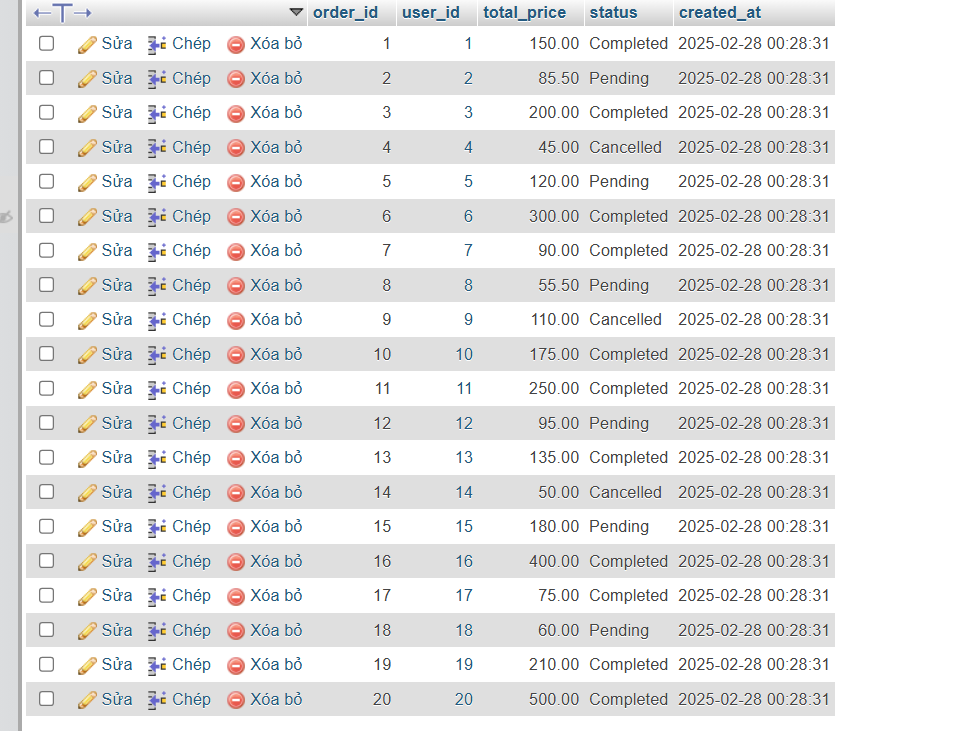 order_id user_id total_price status created_at
Sửa Chép Xóa bỏ 1 1 150.00 Completed 2025-02-28 00:28:31
Sửa Chép Xóa bỏ 2 2 85.50 Pending 2025-02-28 00:28:31
Sửa Chép Xóa bỏ 3 3 200.00 Completed 2025-02-28 00:28:31
Sửa Chép Xóa bỏ 4 4 45.00 Cancelled 2025-02-28 00:28:31
Sửa Chép Xóa bỏ 5 5 120.00 Pending 2025-02-28 00:28:31
Sửa Chép Xóa bỏ 6 6 300.00 Completed 2025-02-28 00:28:31
Sửa Chép Xóa bỏ 7 7 90.00 Completed 2025-02-28 00:28:31
Sửa Chép Xóa bỏ 8 8 55.50 Pending 2025-02-28 00:28:31
Sửa Chép Xóa bỏ 9 9 110.00 Cancelled 2025-02-28 00:28:31
Sửa Chép Xóa bỏ 10 10 175.00 Completed 2025-02-28 00:28:31
Sửa Chép Xóa bỏ 11 11 250.00 Completed 2025-02-28 00:28:31
Sửa Chép Xóa bỏ 12 12 95.00 Pending 2025-02-28 00:28:31
Sửa Chép Xóa bỏ 13 13 135.00 Completed 2025-02-28 00:28:31
Sửa Chép Xóa bỏ 14 14 50.00 Cancelled 2025-02-28 00:28:31
Sửa Chép Xóa bỏ 15 15 180.00 Pending 2025-02-28 00:28:31
Sửa Chép Xóa bỏ 16 16 400.00 Completed 2025-02-28 00:28:31
Sửa Chép Xóa bỏ 17 17 75.00 Completed 2025-02-28 00:28:31
Sửa Chép Xóa bỏ 18 18 60.00 Pending 2025-02-28 00:28:31
Sửa Chép Xóa bỏ 19 19 210.00 Completed 2025-02-28 00:28:31
Sửa Chép Xóa bỏ 20 20 500.00 Completed 2025-02-28 00:28:31